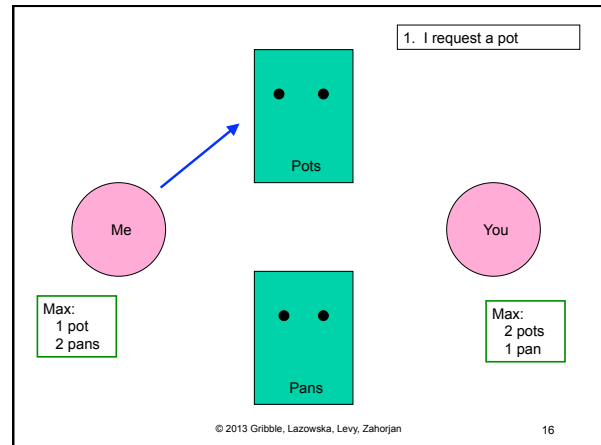 1. I request a pot
Pots
Me
You
Max:
1 pot
2 pans
Max:
2 pots
1 pan
Pans
© 2013 Gribble, Lazowska, Levy, Zahorjan
16